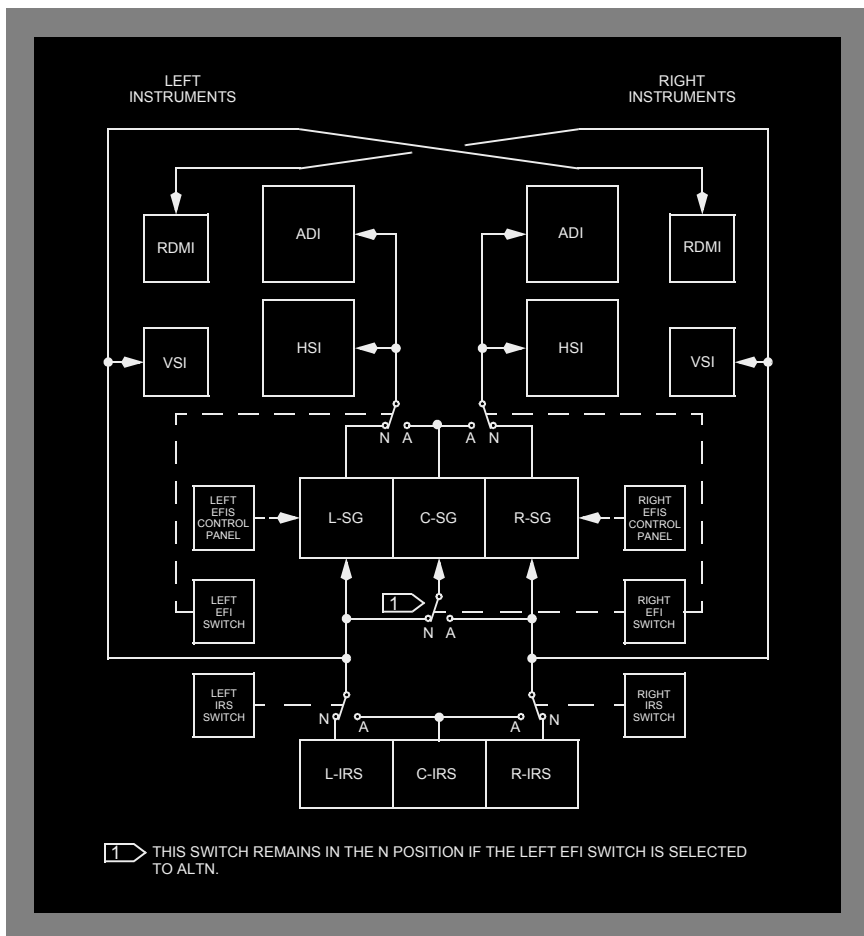 LEFT
INSTRUMENTS
RIGHT
INSTRUMENTS
RDMI
ADI
ADI
RDMI
VSI
HSI
HSI
VSI
N A
A N
LEFT
EFIS
CONTROL
PANEL
L-SG
C-SG
R-SG
RIGHT
EFIS
CONTROL
PANEL
LEFT
EFI
SWITCH
1
N A
RIGHT
EFI
SWITCH
LEFT
IRS
SWITCH
N A
A N
RIGHT
IRS
SWITCH
L-IRS
C-IRS
R-IRS
1 THIS SWITCH REMAINS IN THE N POSITION IF THE LEFT EFI SWITCH IS SELECTED
TO ALTN.